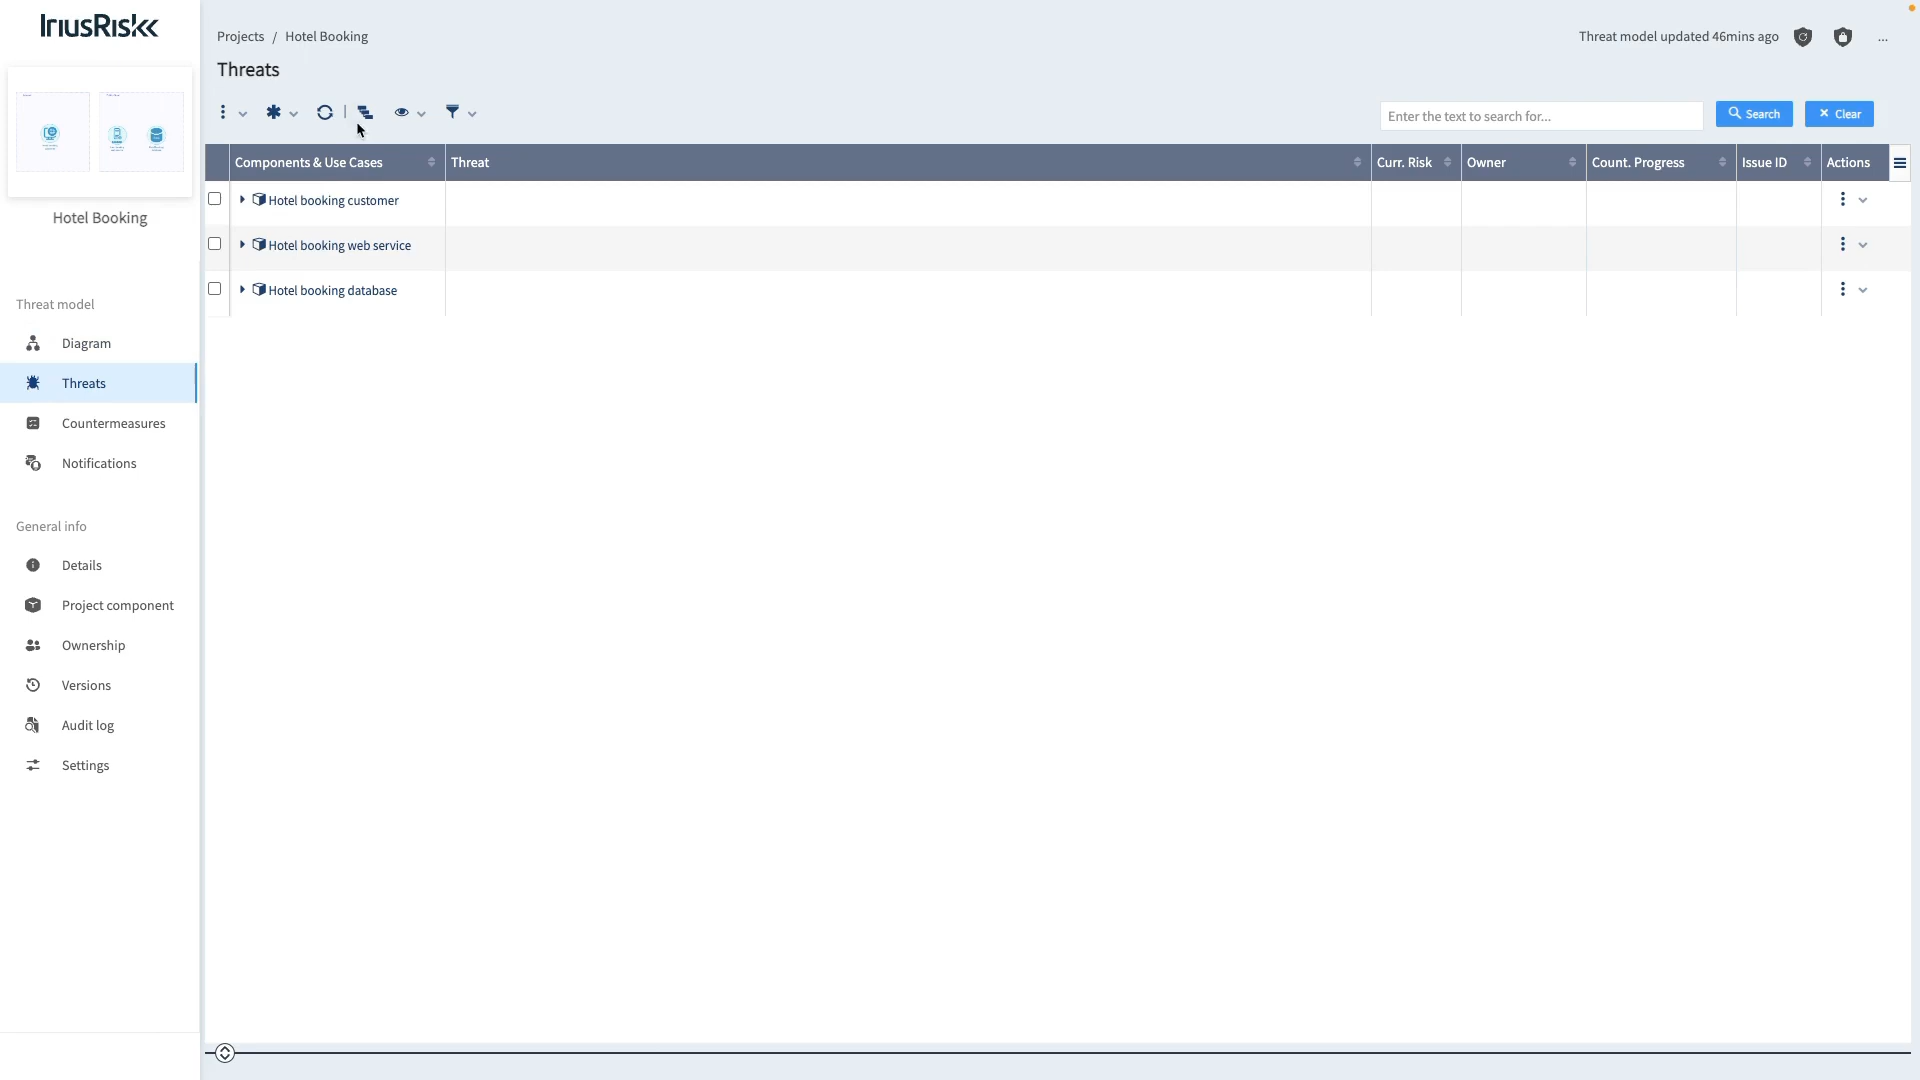 IriusRisk
Hotel Booking
Threat model
Diagram
Threats
Countermeasures
Notifications
General info
Details
Project component
Ownership
Versions
Audit log
Settings
Projects / Hotel Booking
Threat model updated 46mins ago
...
Threats
Enter the text to search for...
Search
Clear
Components & Use Cases
Threat
Curr. Risk
Owner
Count. Progress
Issue ID
Actions
Hotel booking customer
Hotel booking web service
Hotel booking database